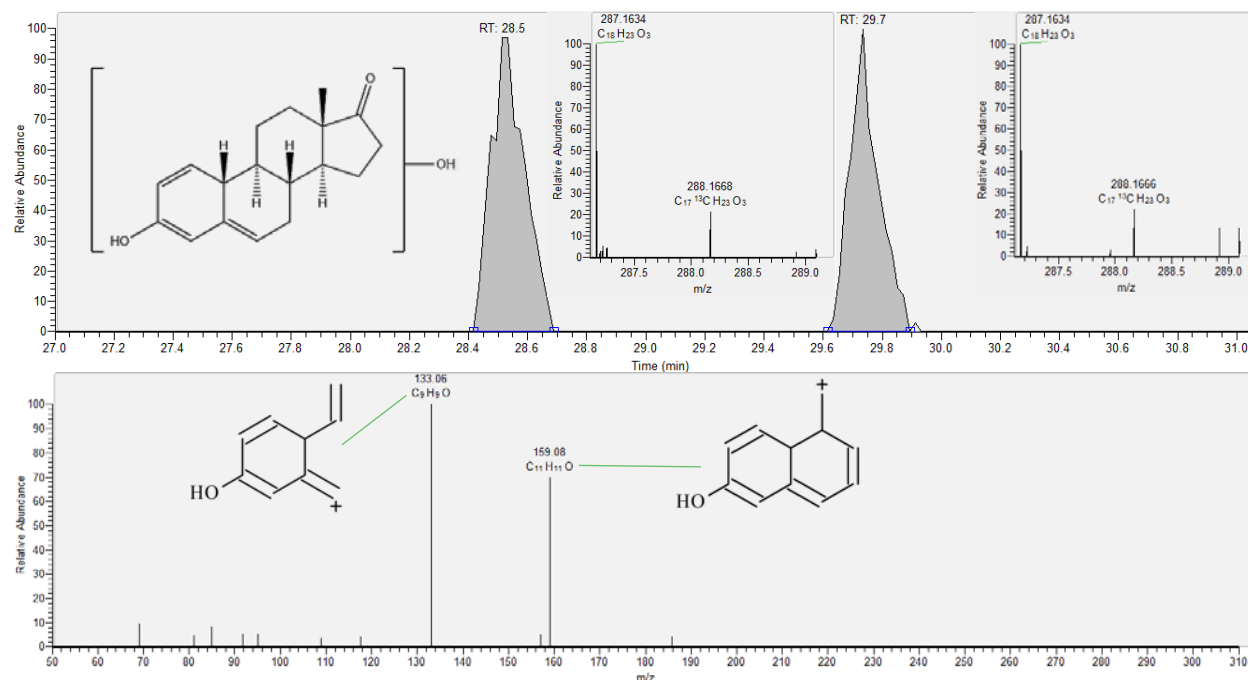 Relative Abundance
100
90
80
70
60
50
40
30
20
10
0
RT: 28.5
O
H
H
H
H
HO
OH
287.1634
C₁₈ H₂₃ O₃
Relative Abundance
100
90
80
70
60
50
40
30
20
10
0
288.1668
C₁₇ ¹³C H₂₃ O₃
287.5 288.0 288.5 289.0
m/z
RT: 29.7
287.1634
C₁₈ H₂₃ O₃
Relative Abundance
100
90
80
70
60
50
40
30
20
10
0
288.1666
C₁₇ ¹³C H₂₃ O₃
287.5 288.0 288.5 289.0
m/z
27.0 27.2 27.4 27.6 27.8 28.0 28.2 28.4 28.6 28.8 29.0 29.2 29.4 29.6 29.8 30.0 30.2 30.4 30.6 30.8 31.0
Time (min)
Relative Abundance
100
90
80
70
60
50
40
30
20
10
0
133.06
C₉ H₉ O
HO
+
159.08
C₁₁ H₁₁ O
+
HO
50 60 70 80 90 100 110 120 130 140 150 160 170 180 190 200 210 220 230 240 250 260 270 280 290 300 310
m/z